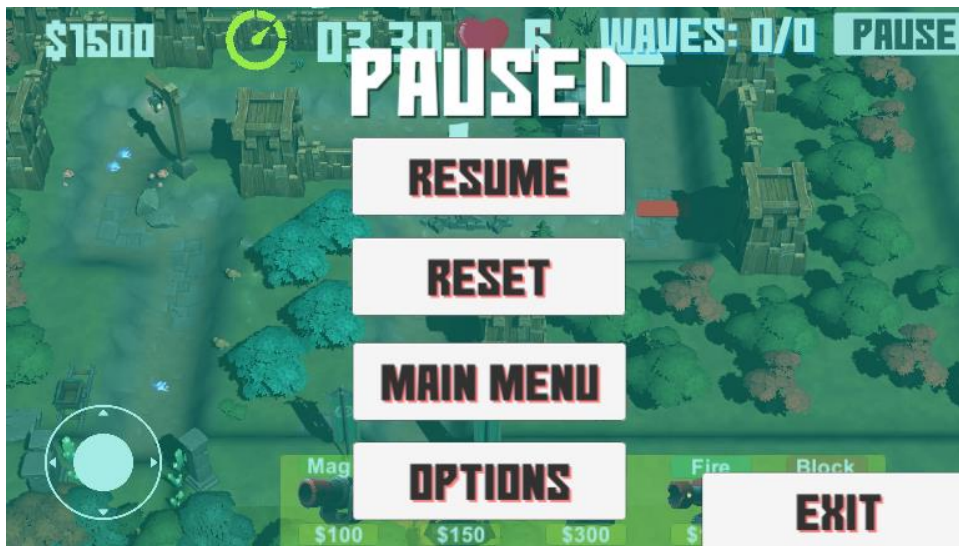 $1500 03.30 6 WAVES: 0/0 PAUSE
PAUSED
RESUME
RESET
MAIN MENU
OPTIONS
Mag Fire Block
$100 $150 $300 $
EXIT